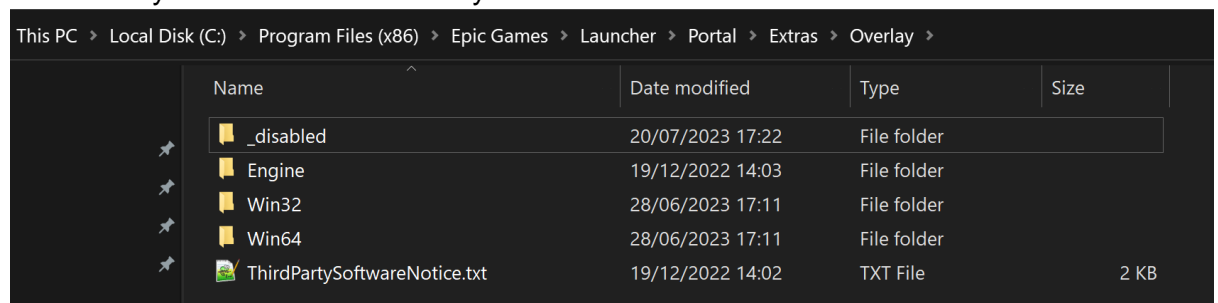 This PC > Local Disk (C:) > Program Files (x86) > Epic Games > Launcher > Portal > Extras > Overlay >
Name Date modified Type Size
_disabled 20/07/2023 17:22 File folder
Engine 19/12/2022 14:03 File folder
Win32 28/06/2023 17:11 File folder
Win64 28/06/2023 17:11 File folder
ThirdPartySoftwareNotice.txt 19/12/2022 14:02 TXT File 2 KB